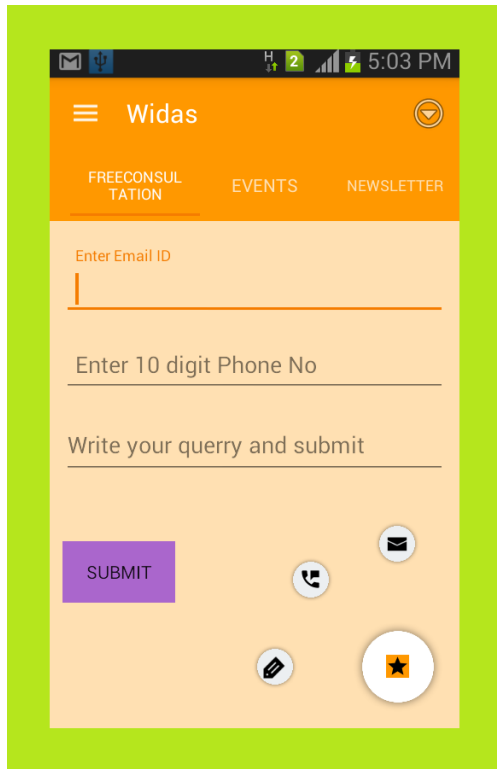 H 2 5:03 PM
Widas
FREECONSUL
TATION
EVENTS
NEWSLETTER
Enter Email ID
Enter 10 digit Phone No
Write your querry and submit
SUBMIT